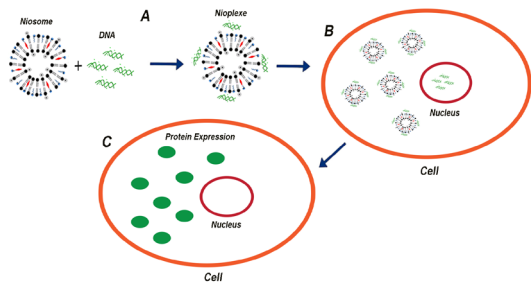 Niosome
DNA
A
Nioplexe
+
B
Nucleus
Cell
C
Protein Expression
Nucleus
Cell